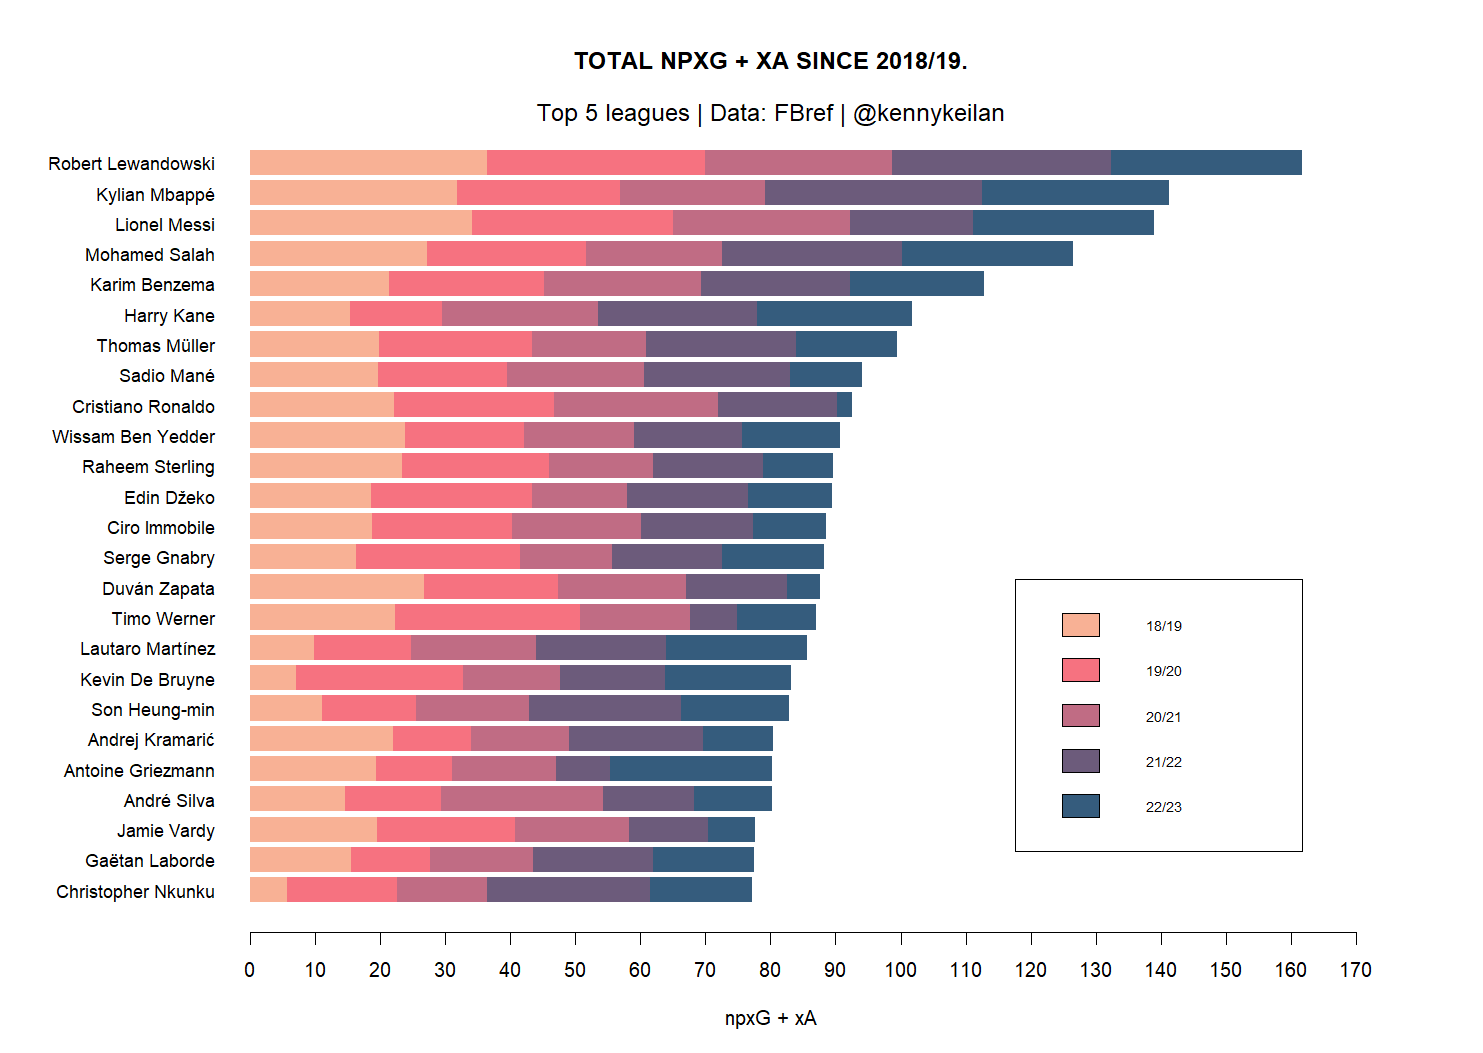 TOTAL NPXG + XA SINCE 2018/19.
Top 5 leagues | Data: FBref | @kennykeilan
Robert Lewandowski
Kylian Mbappé
Lionel Messi
Mohamed Salah
Karim Benzema
Harry Kane
Thomas Müller
Sadio Mané
Cristiano Ronaldo
Wissam Ben Yedder
Raheem Sterling
Edin Džeko
Ciro Immobile
Serge Gnabry
Duván Zapata
Timo Werner
Lautaro Martínez
Kevin De Bruyne
Son Heung-min
Andrej Kramarić
Antoine Griezmann
André Silva
Jamie Vardy
Gaëtan Laborde
Christopher Nkunku
18/19
19/20
20/21
21/22
22/23
0 10 20 30 40 50 60 70 80 90 100 110 120 130 140 150 160 170
npxG + xA